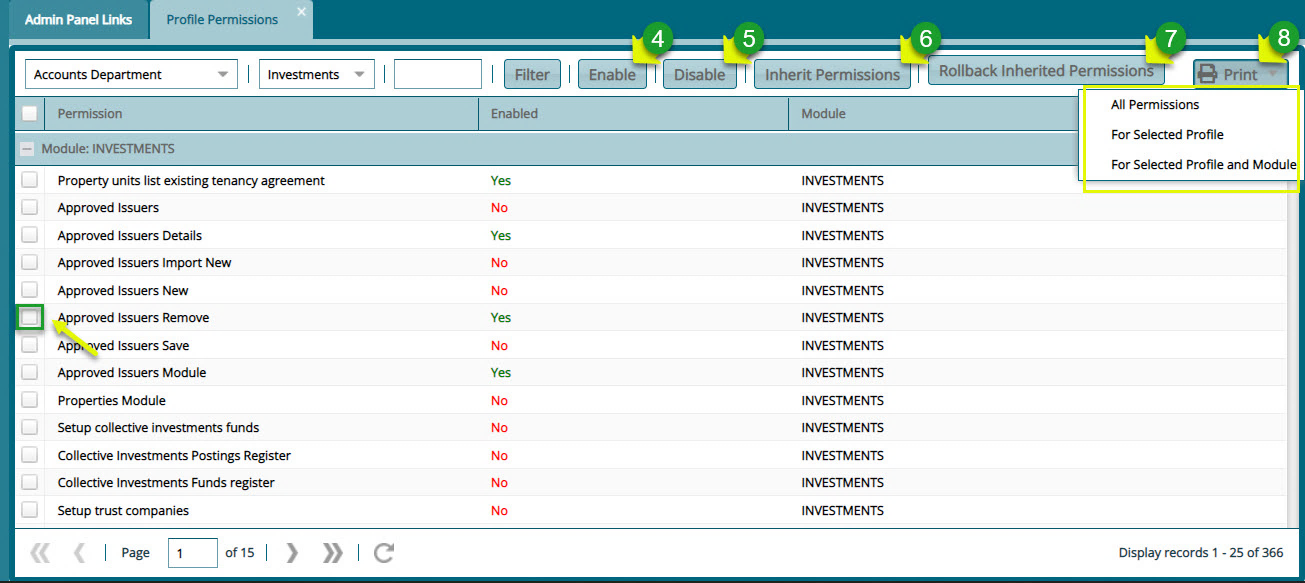 Admin Panel Links Profile Permissions ×
4 5 6 7 8
Accounts Department Investments Filter Enable Disable Inherit Permissions Rollback Inherited Permissions Print
All Permissions
For Selected Profile
For Selected Profile and Module
Permission Enabled Module
Module: INVESTMENTS
Property units list existing tenancy agreement Yes INVESTMENTS
Approved Issuers No INVESTMENTS
Approved Issuers Details Yes INVESTMENTS
Approved Issuers Import New No INVESTMENTS
Approved Issuers New No INVESTMENTS
Approved Issuers Remove Yes INVESTMENTS
Approved Issuers Save No INVESTMENTS
Approved Issuers Module Yes INVESTMENTS
Properties Module No INVESTMENTS
Setup collective investments funds No INVESTMENTS
Collective Investments Postings Register No INVESTMENTS
Collective Investments Funds register No INVESTMENTS
Setup trust companies No INVESTMENTS
Page 1 of 15 Display records 1 - 25 of 366